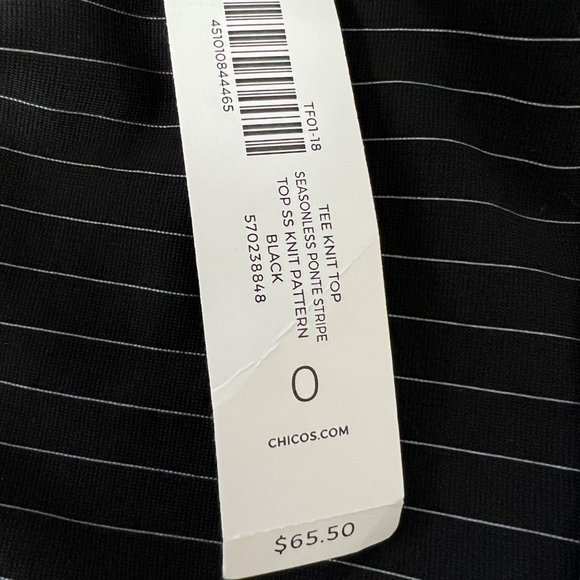 451010844465
TF01-18
TEE KNIT TOP
SEASONLESS PONTE STRIPE
TOP SS KNIT PATTERN
BLACK
570238848
0
CHICOS.COM
$65.50